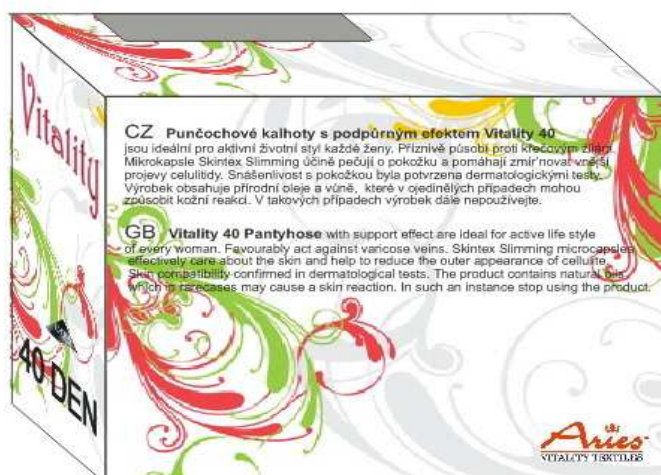 Vitality
40 DEN
CZ Punčochové kalhoty s podpůrným efektem Vitality 40
jsou ideální pro aktivní životní styl každé ženy. Příznivě působí proti křečovým žilám.
Mikrokapsle Skintex Slimming účině pečují o pokožku a pomáhají zmír'novat vnější
projevy celulitidy. Snášenlivost s pokožkou byla potvrzena dermatologickými testy.
Výrobek obsahuje přírodní oleje a vůně, které v ojedinělých případech mohou
způsobit kožní reakci. V takových případech výrobek dále nepoužívejte.
GB Vitality 40 Pantyhose with support effect are ideal for active life style
of every woman. Favourably act against varicose veins. Skintex Slimming microcapsles
effectively care about the skin and help to reduce the outer appearance of cellulite.
Skin compatibility confirmed in dermatological tests. The product contains natural oils
which in rarecases may cause a skin reaction. In such an instance stop using the product.
Aries
VITALITY TEXTILES